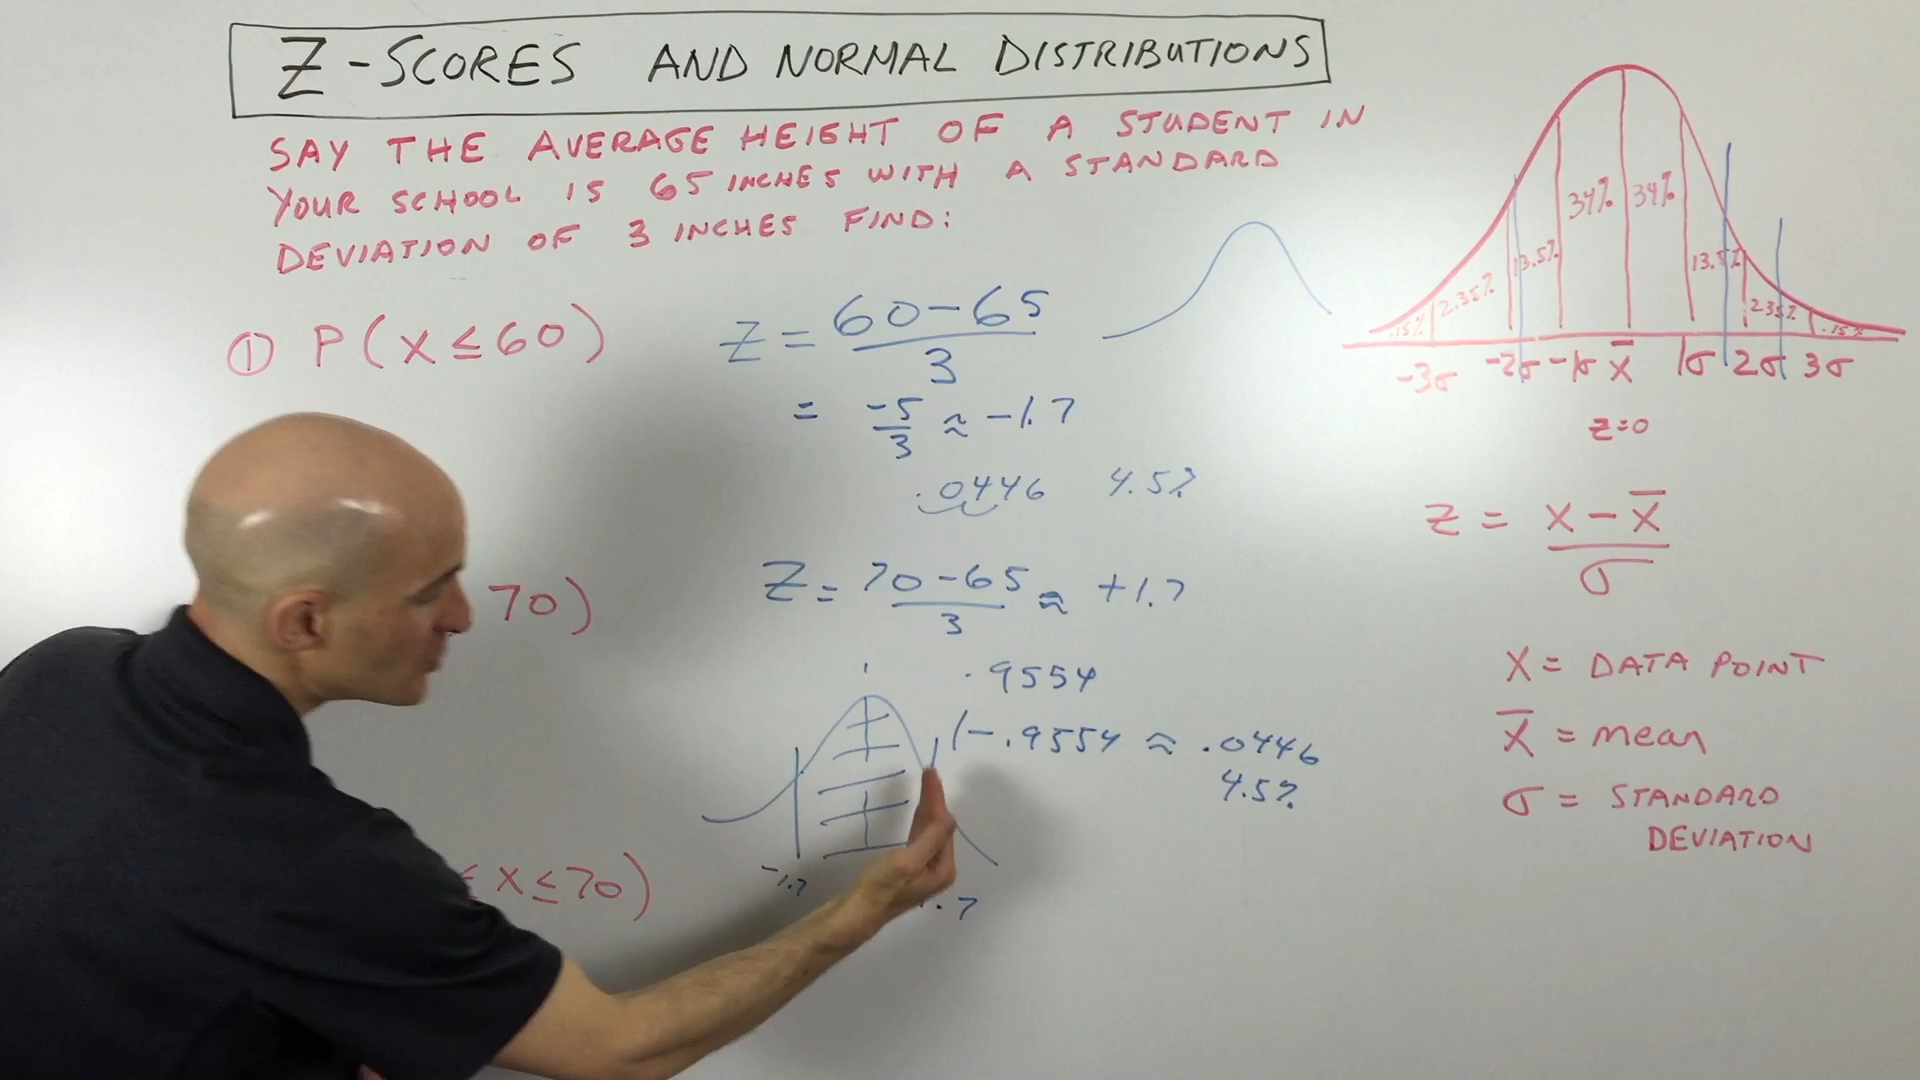 Z-SCORES AND NORMAL DISTRIBUTIONS
SAY THE AVERAGE HEIGHT OF A STUDENT IN
YOUR SCHOOL IS 65 INCHES WITH A STANDARD
DEVIATION OF 3 INCHES FIND:
① P(X≤60)
Z = 60-65
3
= -5/3 ≈ -1.7
.0446 4.5%
70)
Z = 70-65 ≈ +1.7
3
.9554
1-.9554 ≈ .0446
4.5%
-1.7
.7
≤ X≤70)
34% 34%
13.5% 13.5%
2.35% 2.35%
.15% .15%
-3σ -2σ -1σ X̄ 1σ 2σ 3σ
Z=0
Z = X-X̄
σ
X = DATA POINT
X̄ = mean
σ = STANDARD
DEVIATION